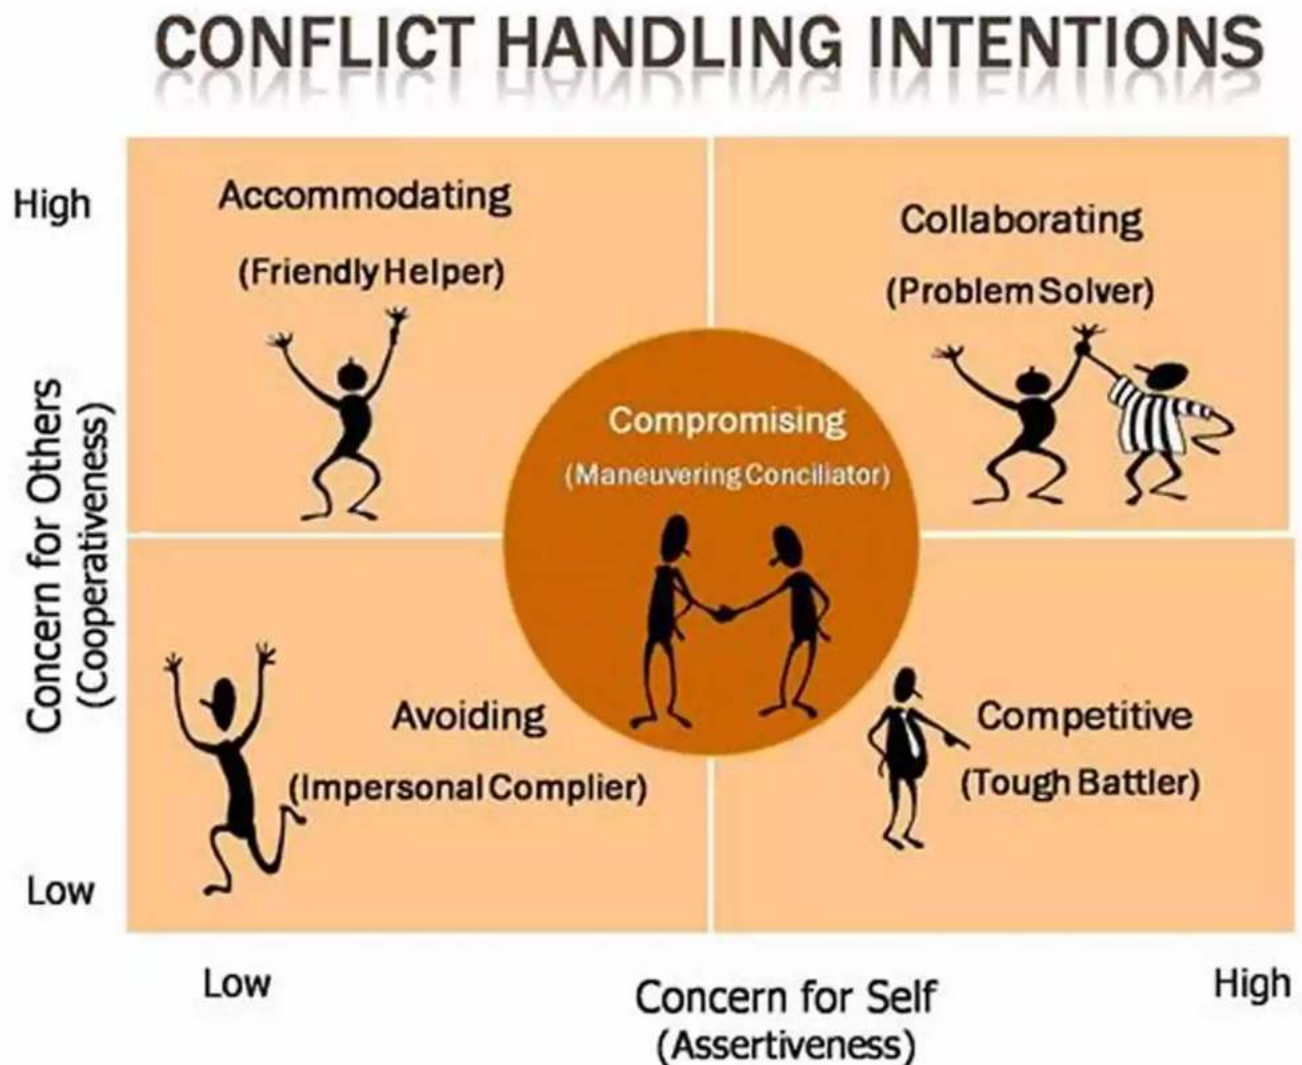 CONFLICT HANDLING INTENTIONS
High
Accommodating
(Friendly Helper)
Collaborating
(Problem Solver)
Compromising
(Maneuvering Conciliator)
Concern for Others
(Cooperativeness)
Avoiding
(Impersonal Complier)
Competitive
(Tough Battler)
Low
Low
Concern for Self
(Assertiveness)
High